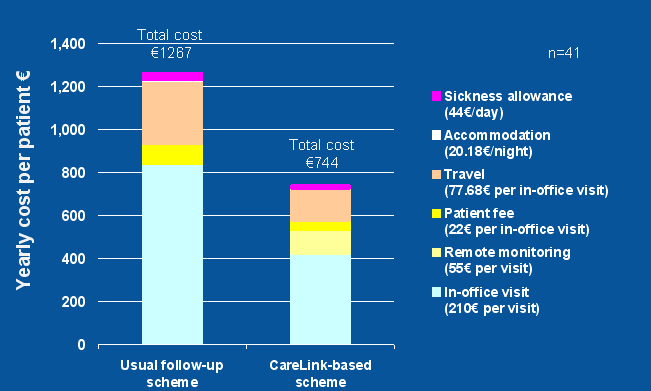 Total cost
€1267
n=41
Total cost
€744
Yearly cost per patient €
1,400
1,200
1,000
800
600
400
200
0
Usual follow-up
scheme
CareLink-based
scheme
Sickness allowance
(44€/day)
Accommodation
(20.18€/night)
Travel
(77.68€ per in-office visit)
Patient fee
(22€ per in-office visit)
Remote monitoring
(55€ per visit)
In-office visit
(210€ per visit)